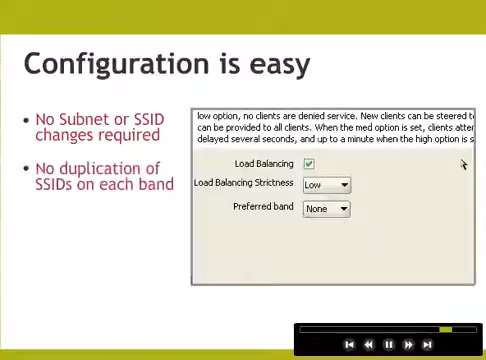 Configuration is easy
• No Subnet or SSID
changes required
• No duplication of
SSIDs on each band
low option, no clients are denied service. New clients can be steered to
can be provided to all clients. When the med option is set, clients atter
delayed several seconds, and up to a minute when the high option is s
Load Balancing
Load Balancing Strictness Low
Preferred band None